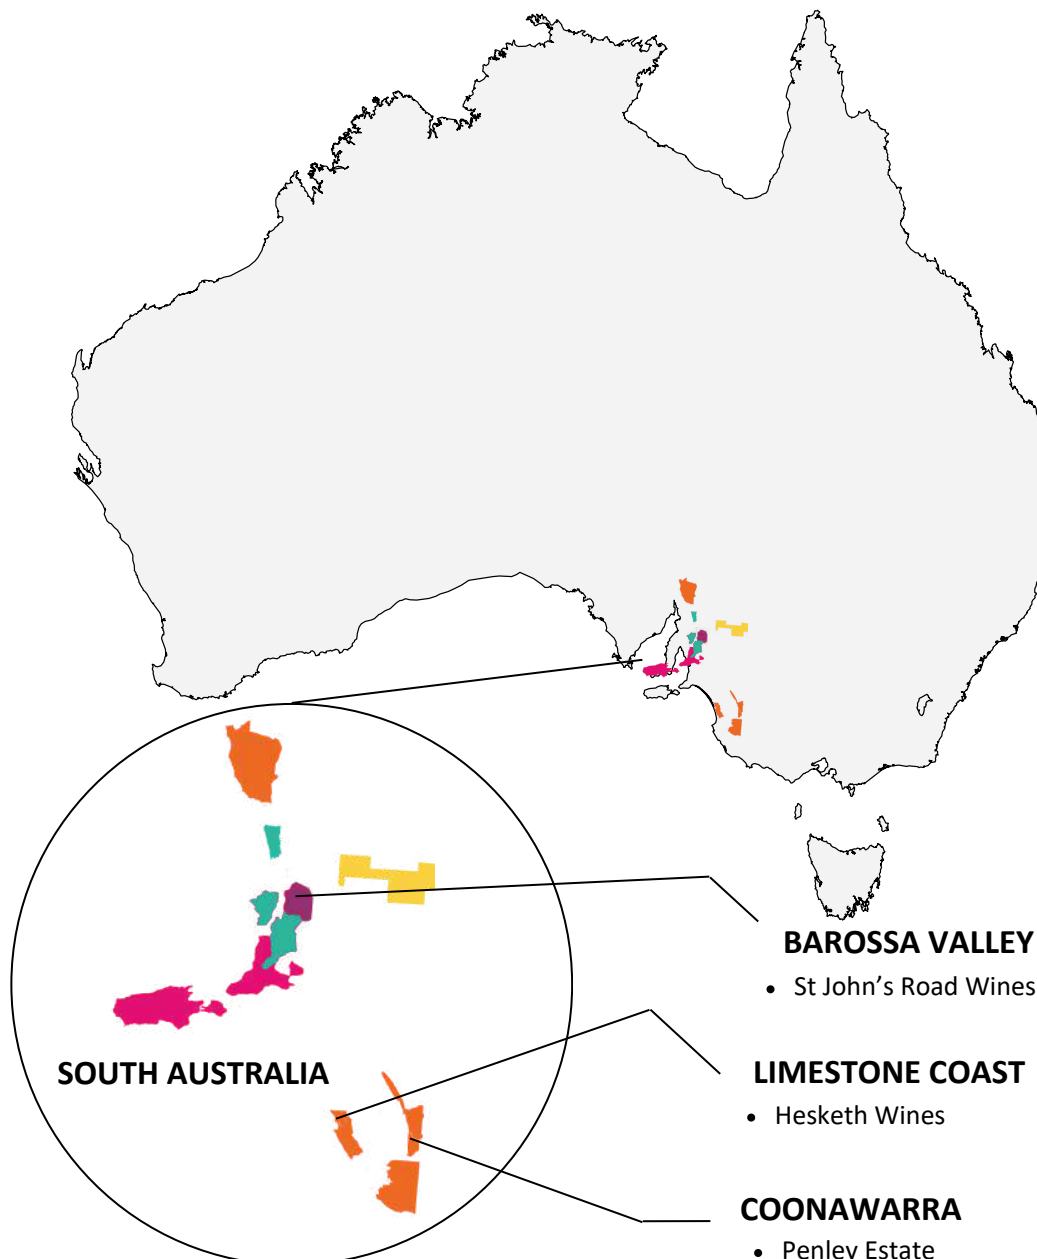 BAROSSA VALLEY
• St John’s Road Wines
SOUTH AUSTRALIA
LIMESTONE COAST
• Hesketh Wines
COONAWARRA
• Penley Estate